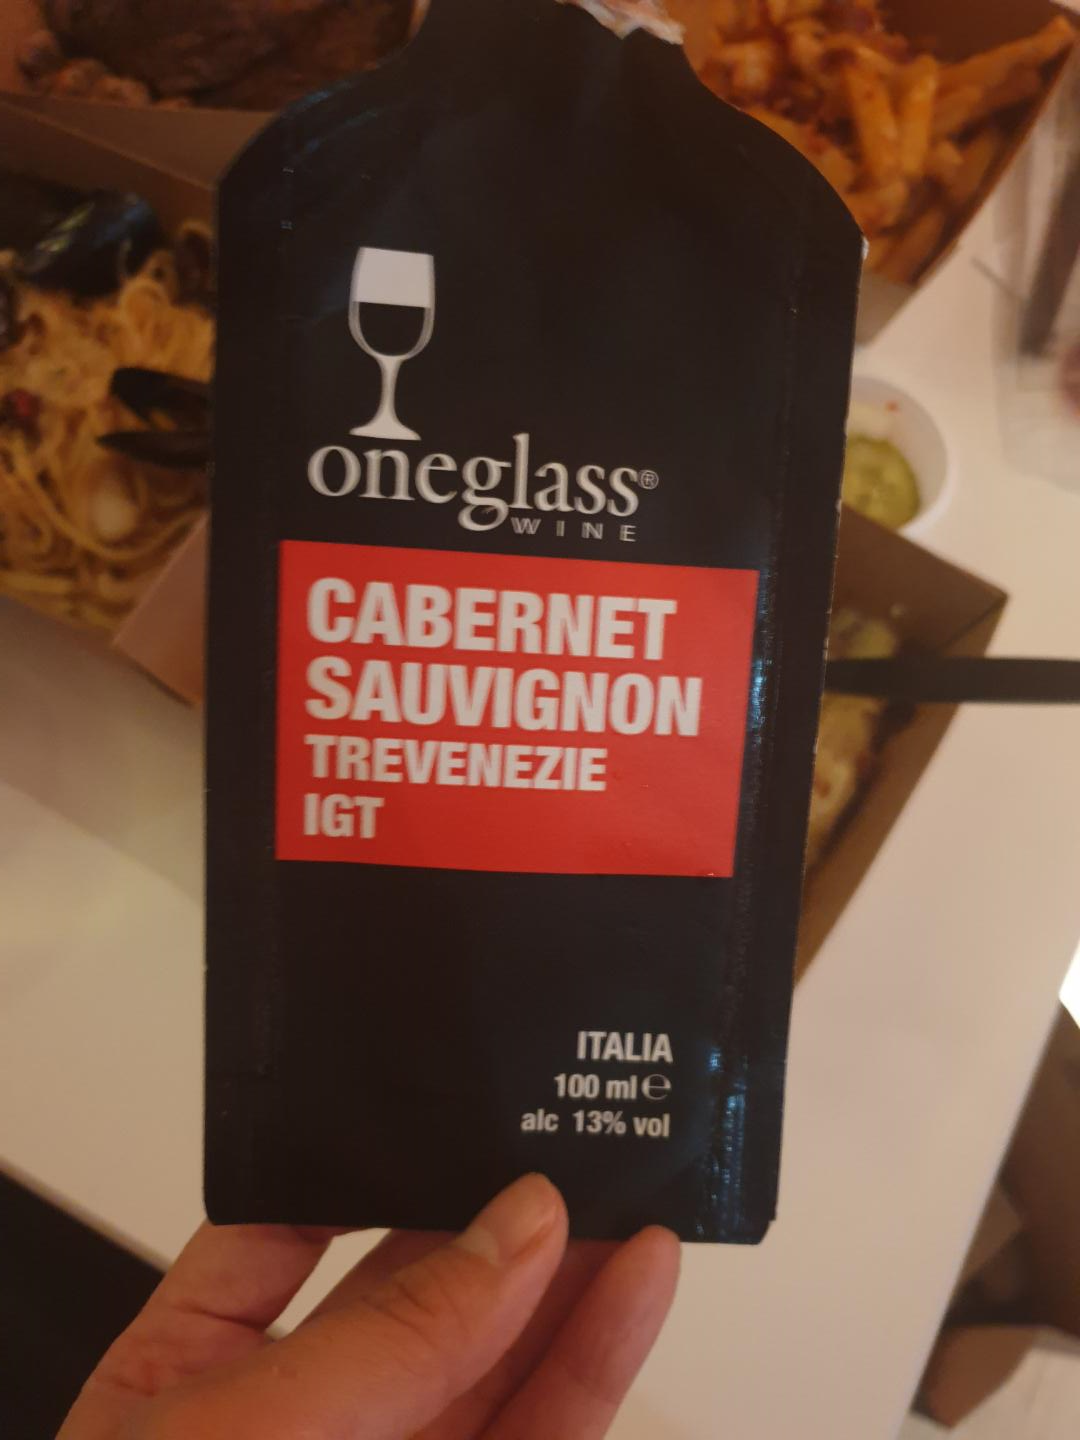 oneglass®
WINE
CABERNET
SAUVIGNON
TREVENEZIE
IGT
ITALIA
100 ml ℮
alc 13% vol